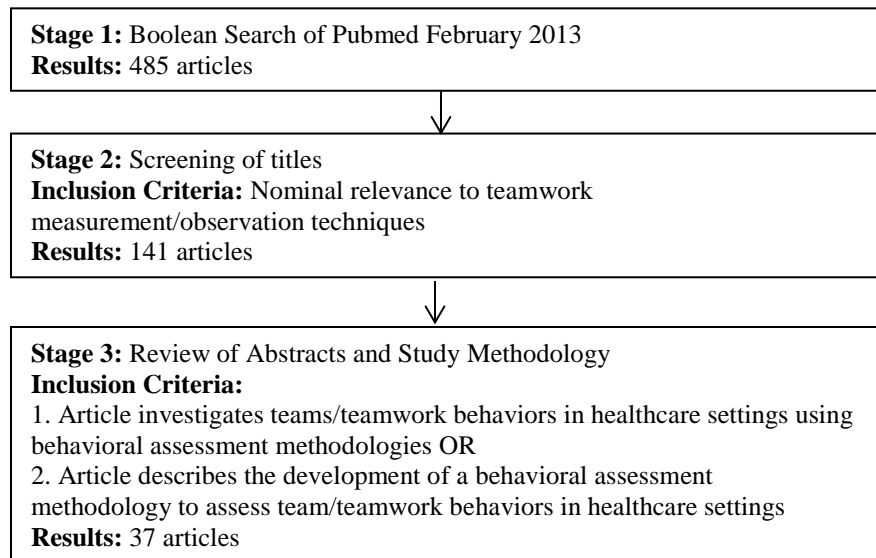 Stage 1: Boolean Search of Pubmed February 2013
Results: 485 articles
Stage 2: Screening of titles
Inclusion Criteria: Nominal relevance to teamwork
measurement/observation techniques
Results: 141 articles
Stage 3: Review of Abstracts and Study Methodology
Inclusion Criteria:
1. Article investigates teams/teamwork behaviors in healthcare settings using
behavioral assessment methodologies OR
2. Article describes the development of a behavioral assessment
methodology to assess team/teamwork behaviors in healthcare settings
Results: 37 articles